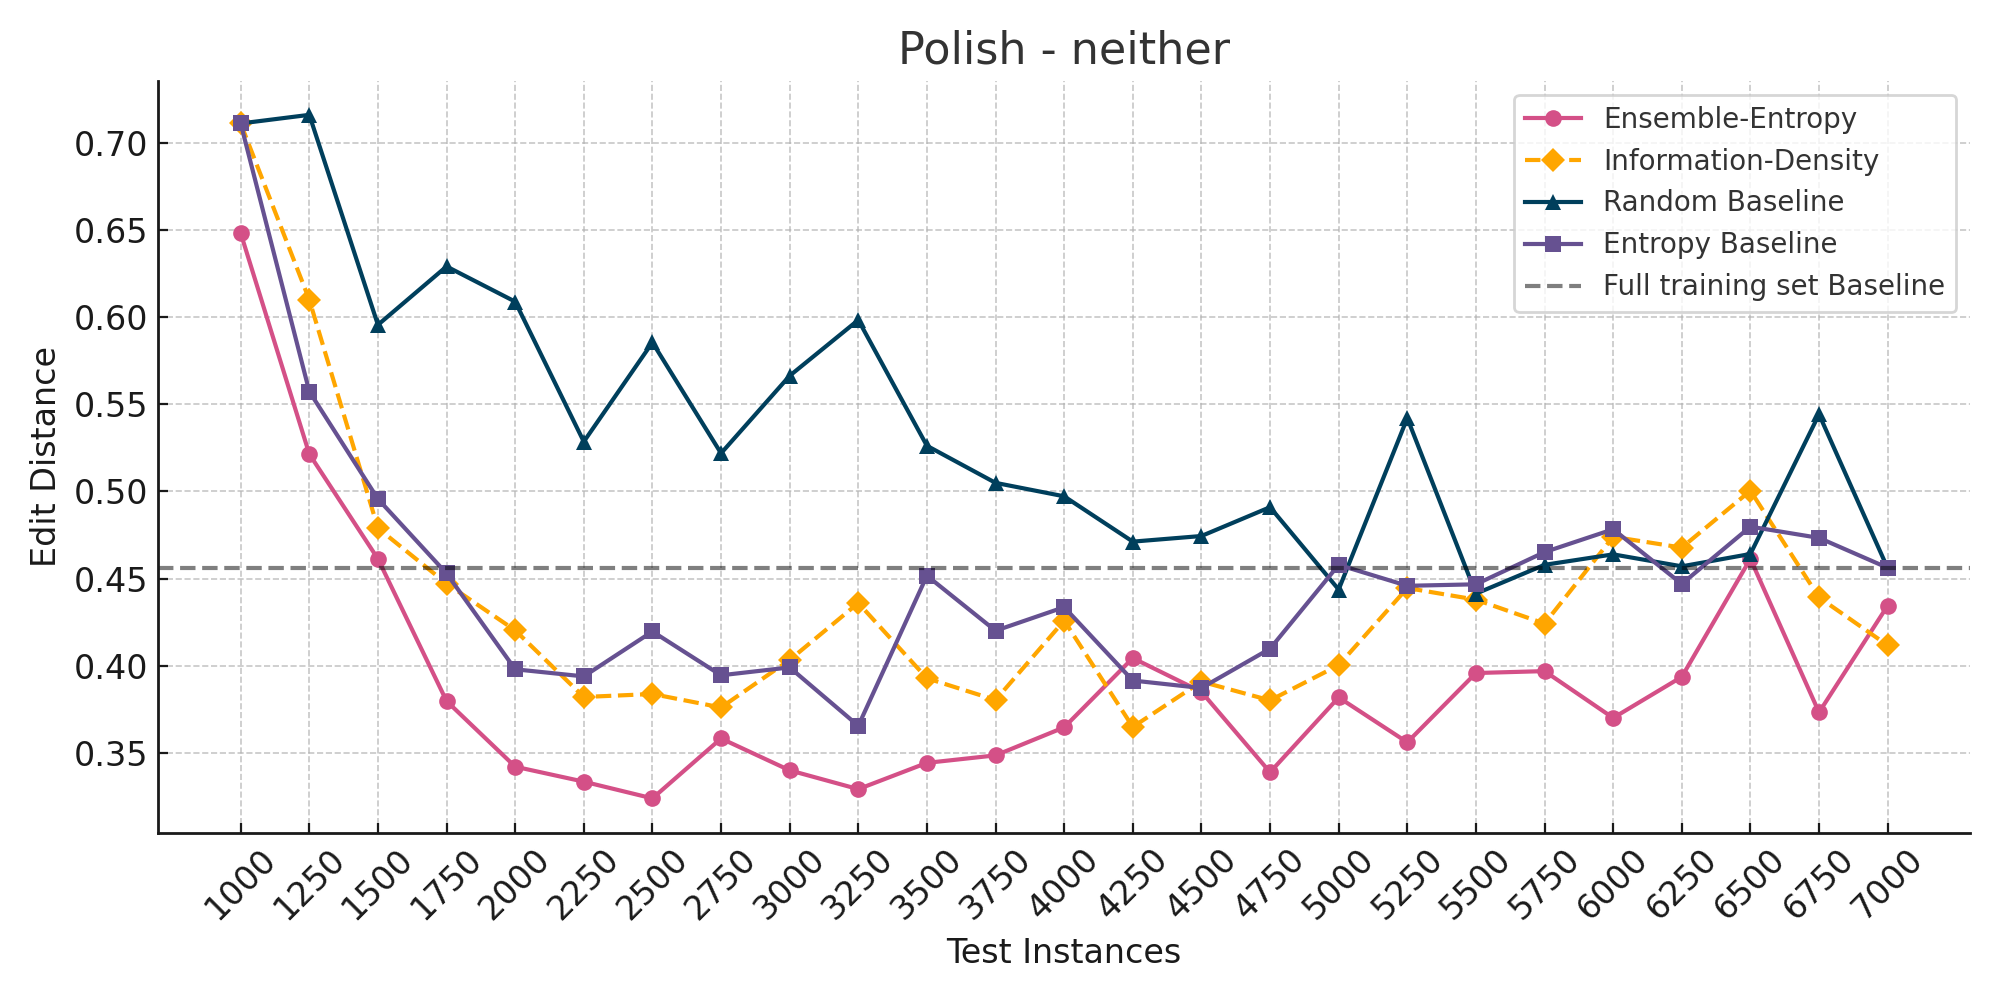 Polish - neither
Ensemble-Entropy
Information-Density
Random Baseline
Entropy Baseline
Full training set Baseline
Edit Distance
0.70
0.65
0.60
0.55
0.50
0.45
0.40
0.35
1000 1250 1500 1750 2000 2250 2500 2750 3000 3250 3500 3750 4000 4250 4500 4750 5000 5250 5500 5750 6000 6250 6500 6750 7000
Test Instances